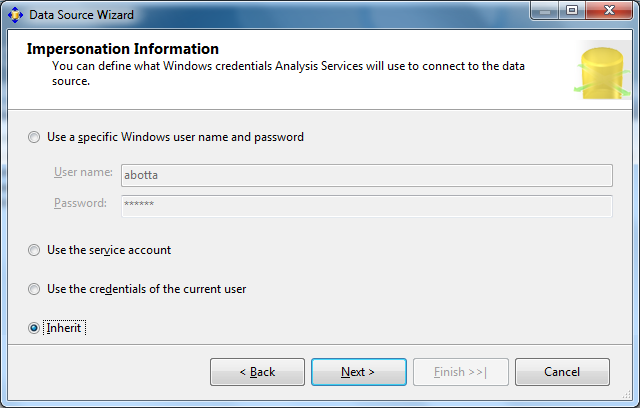 Data Source Wizard
Impersonation Information
You can define what Windows credentials Analysis Services will use to connect to the data
source.
Use a specific Windows user name and password
User name: abotta
Password: ******
Use the service account
Use the credentials of the current user
Inherit
< Back Next > Finish >>| Cancel